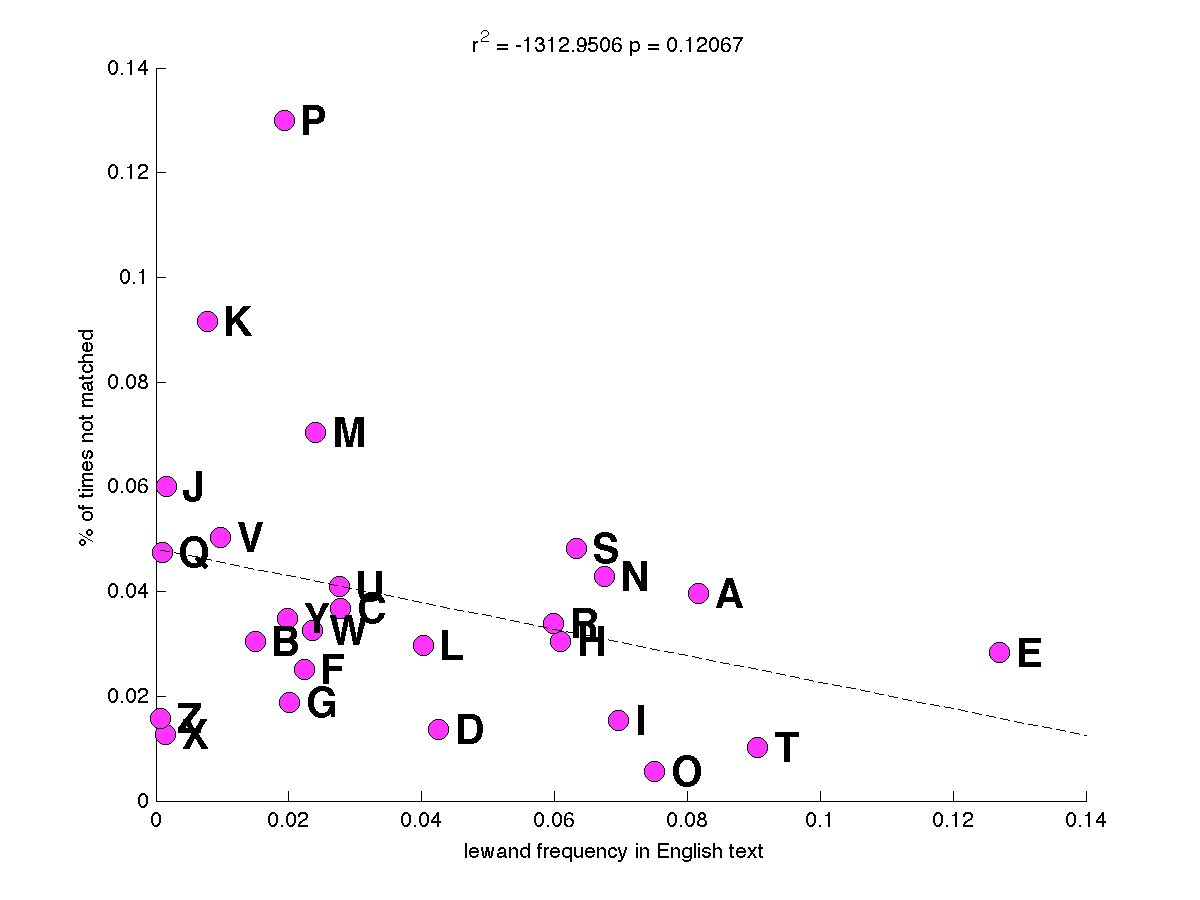 r2 = -1312.9506 p = 0.12067
0.14
P
0.12
0.1
K
0.08
M
% of times not matched
0.06
J
V
Q
S
N
0.04
U
A
C
Y
R
W
B
H
L
E
F
0.02
G
Z
X
D
I
T
O
0
0 0.02 0.04 0.06 0.08 0.1 0.12 0.14
lewand frequency in English text